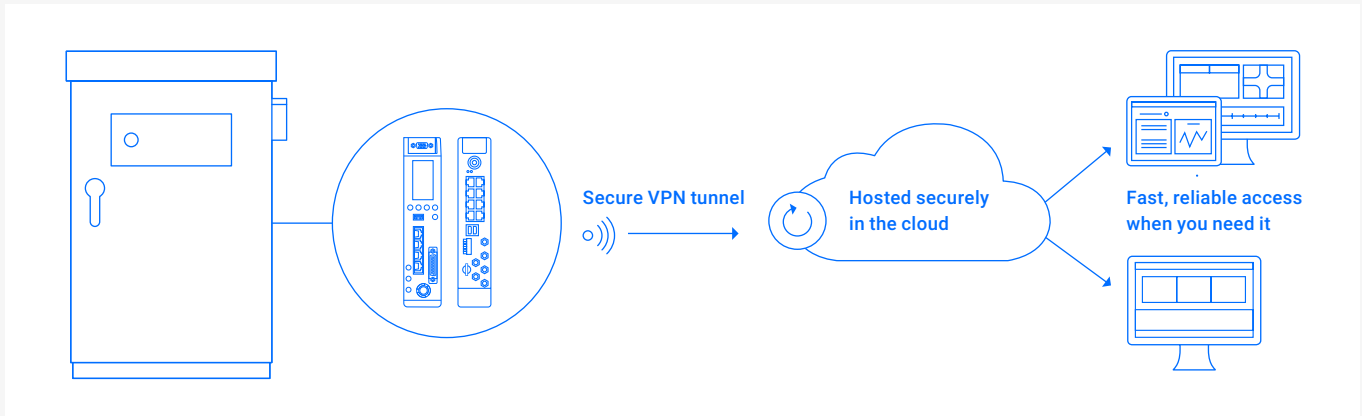 Secure VPN tunnel
Hosted securely
in the cloud
Fast, reliable access
when you need it